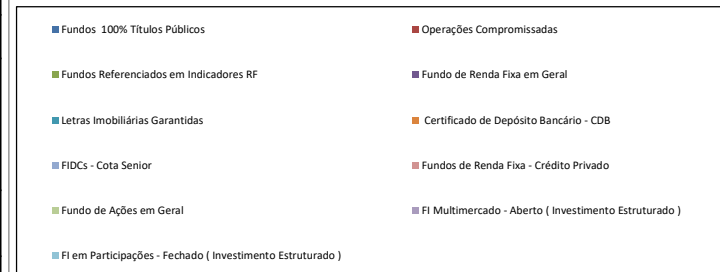 Fundos 100% Títulos Públicos
Operações Compromissadas
Fundos Referenciados em Indicadores RF
Fundo de Renda Fixa em Geral
Letras Imobiliárias Garantidas
Certificado de Depósito Bancário - CDB
FIDCs - Cota Senior
Fundos de Renda Fixa - Crédito Privado
Fundo de Ações em Geral
FI Multimercado - Aberto ( Investimento Estruturado )
FI em Participações - Fechado ( Investimento Estruturado )